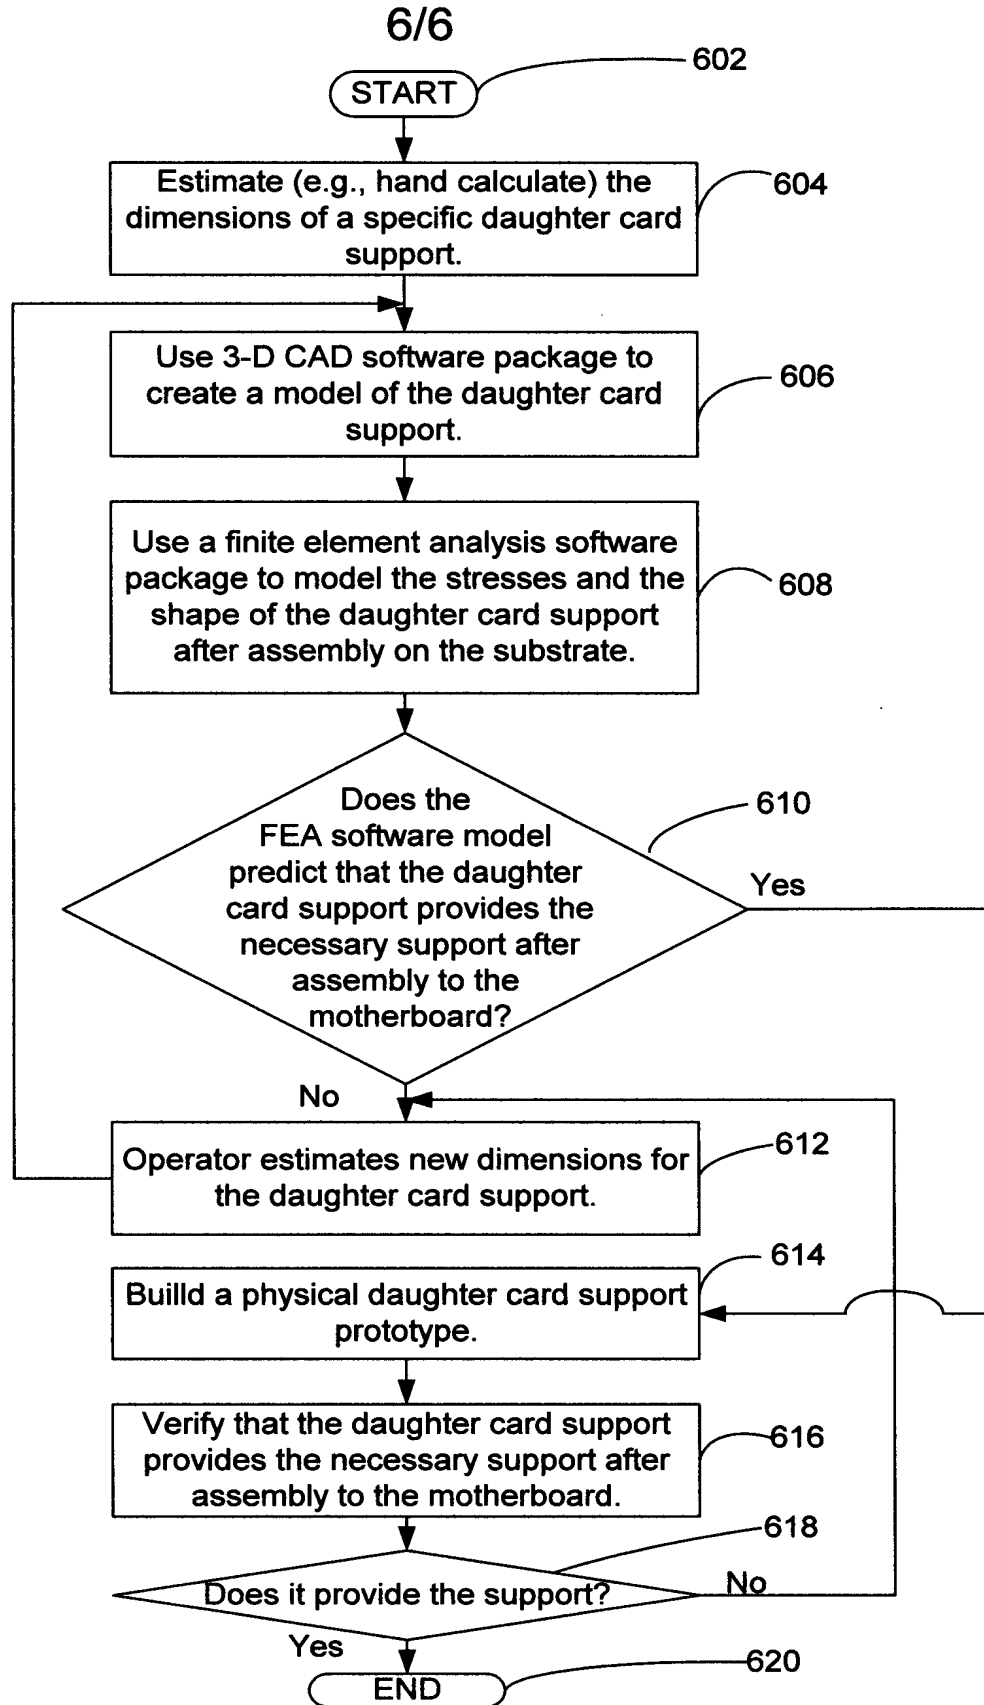 6/6
602
START
Estimate (e.g., hand calculate) the
dimensions of a specific daughter card
support.
604
Use 3-D CAD software package to
create a model of the daughter card
support.
606
Use a finite element analysis software
package to model the stresses and the
shape of the daughter card support
after assembly on the substrate.
608
Does the
FEA software model
predict that the daughter
card support provides the
necessary support after
assembly to the
motherboard?
610
Yes
No
Operator estimates new dimensions for
the daughter card support.
612
Builld a physical daughter card support
prototype.
614
Verify that the daughter card support
provides the necessary support after
assembly to the motherboard.
616
618
Does it provide the support?
No
Yes
END
620